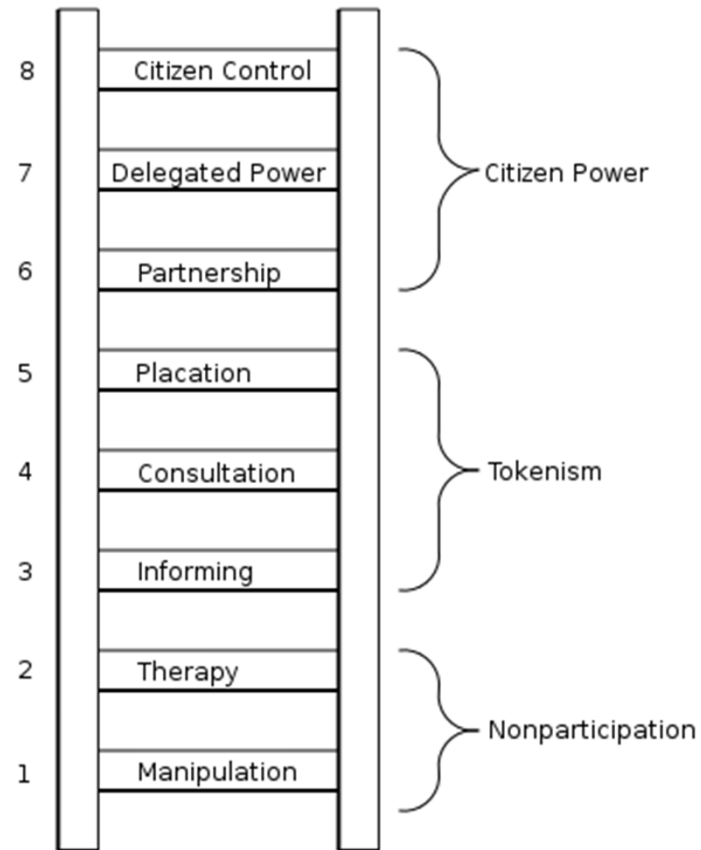 8 Citizen Control
7 Delegated Power
Citizen Power
6 Partnership
5 Placation
4 Consultation
Tokenism
3 Informing
2 Therapy
Nonparticipation
1 Manipulation